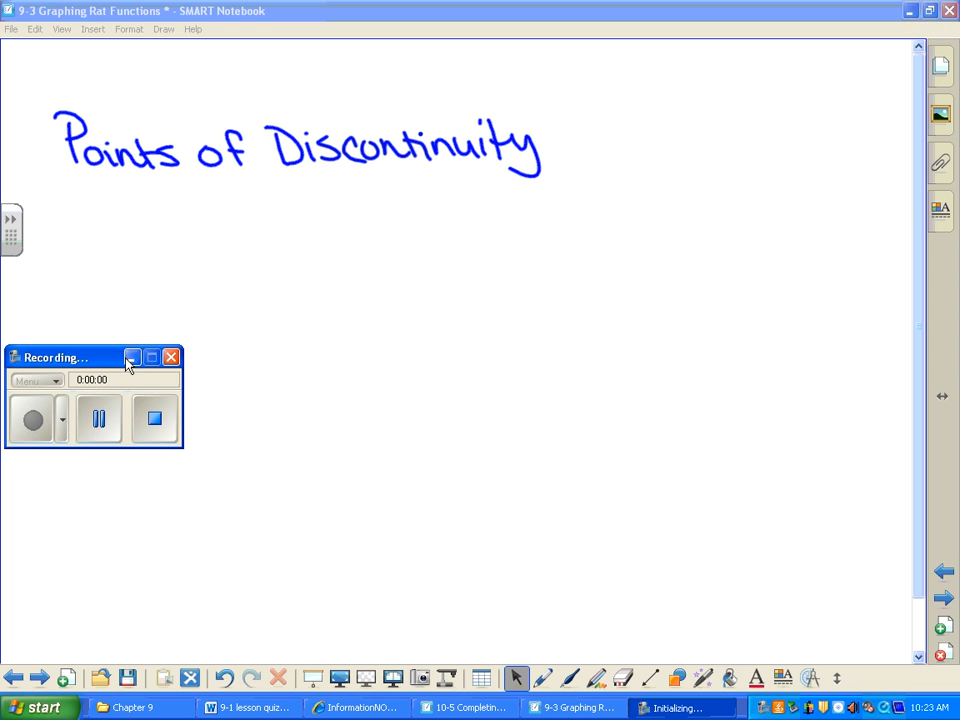 9-3 Graphing Rat Functions * - SMART Notebook
File Edit View Insert Format Draw Help
Points of Discontinuity
Recording...
Menu 0:00:00
A
A
start Chapter 9 9-1 lesson quiz... InformationNO... 10-5 Completin... 9-3 Graphing R... Initializing... 10:23 AM